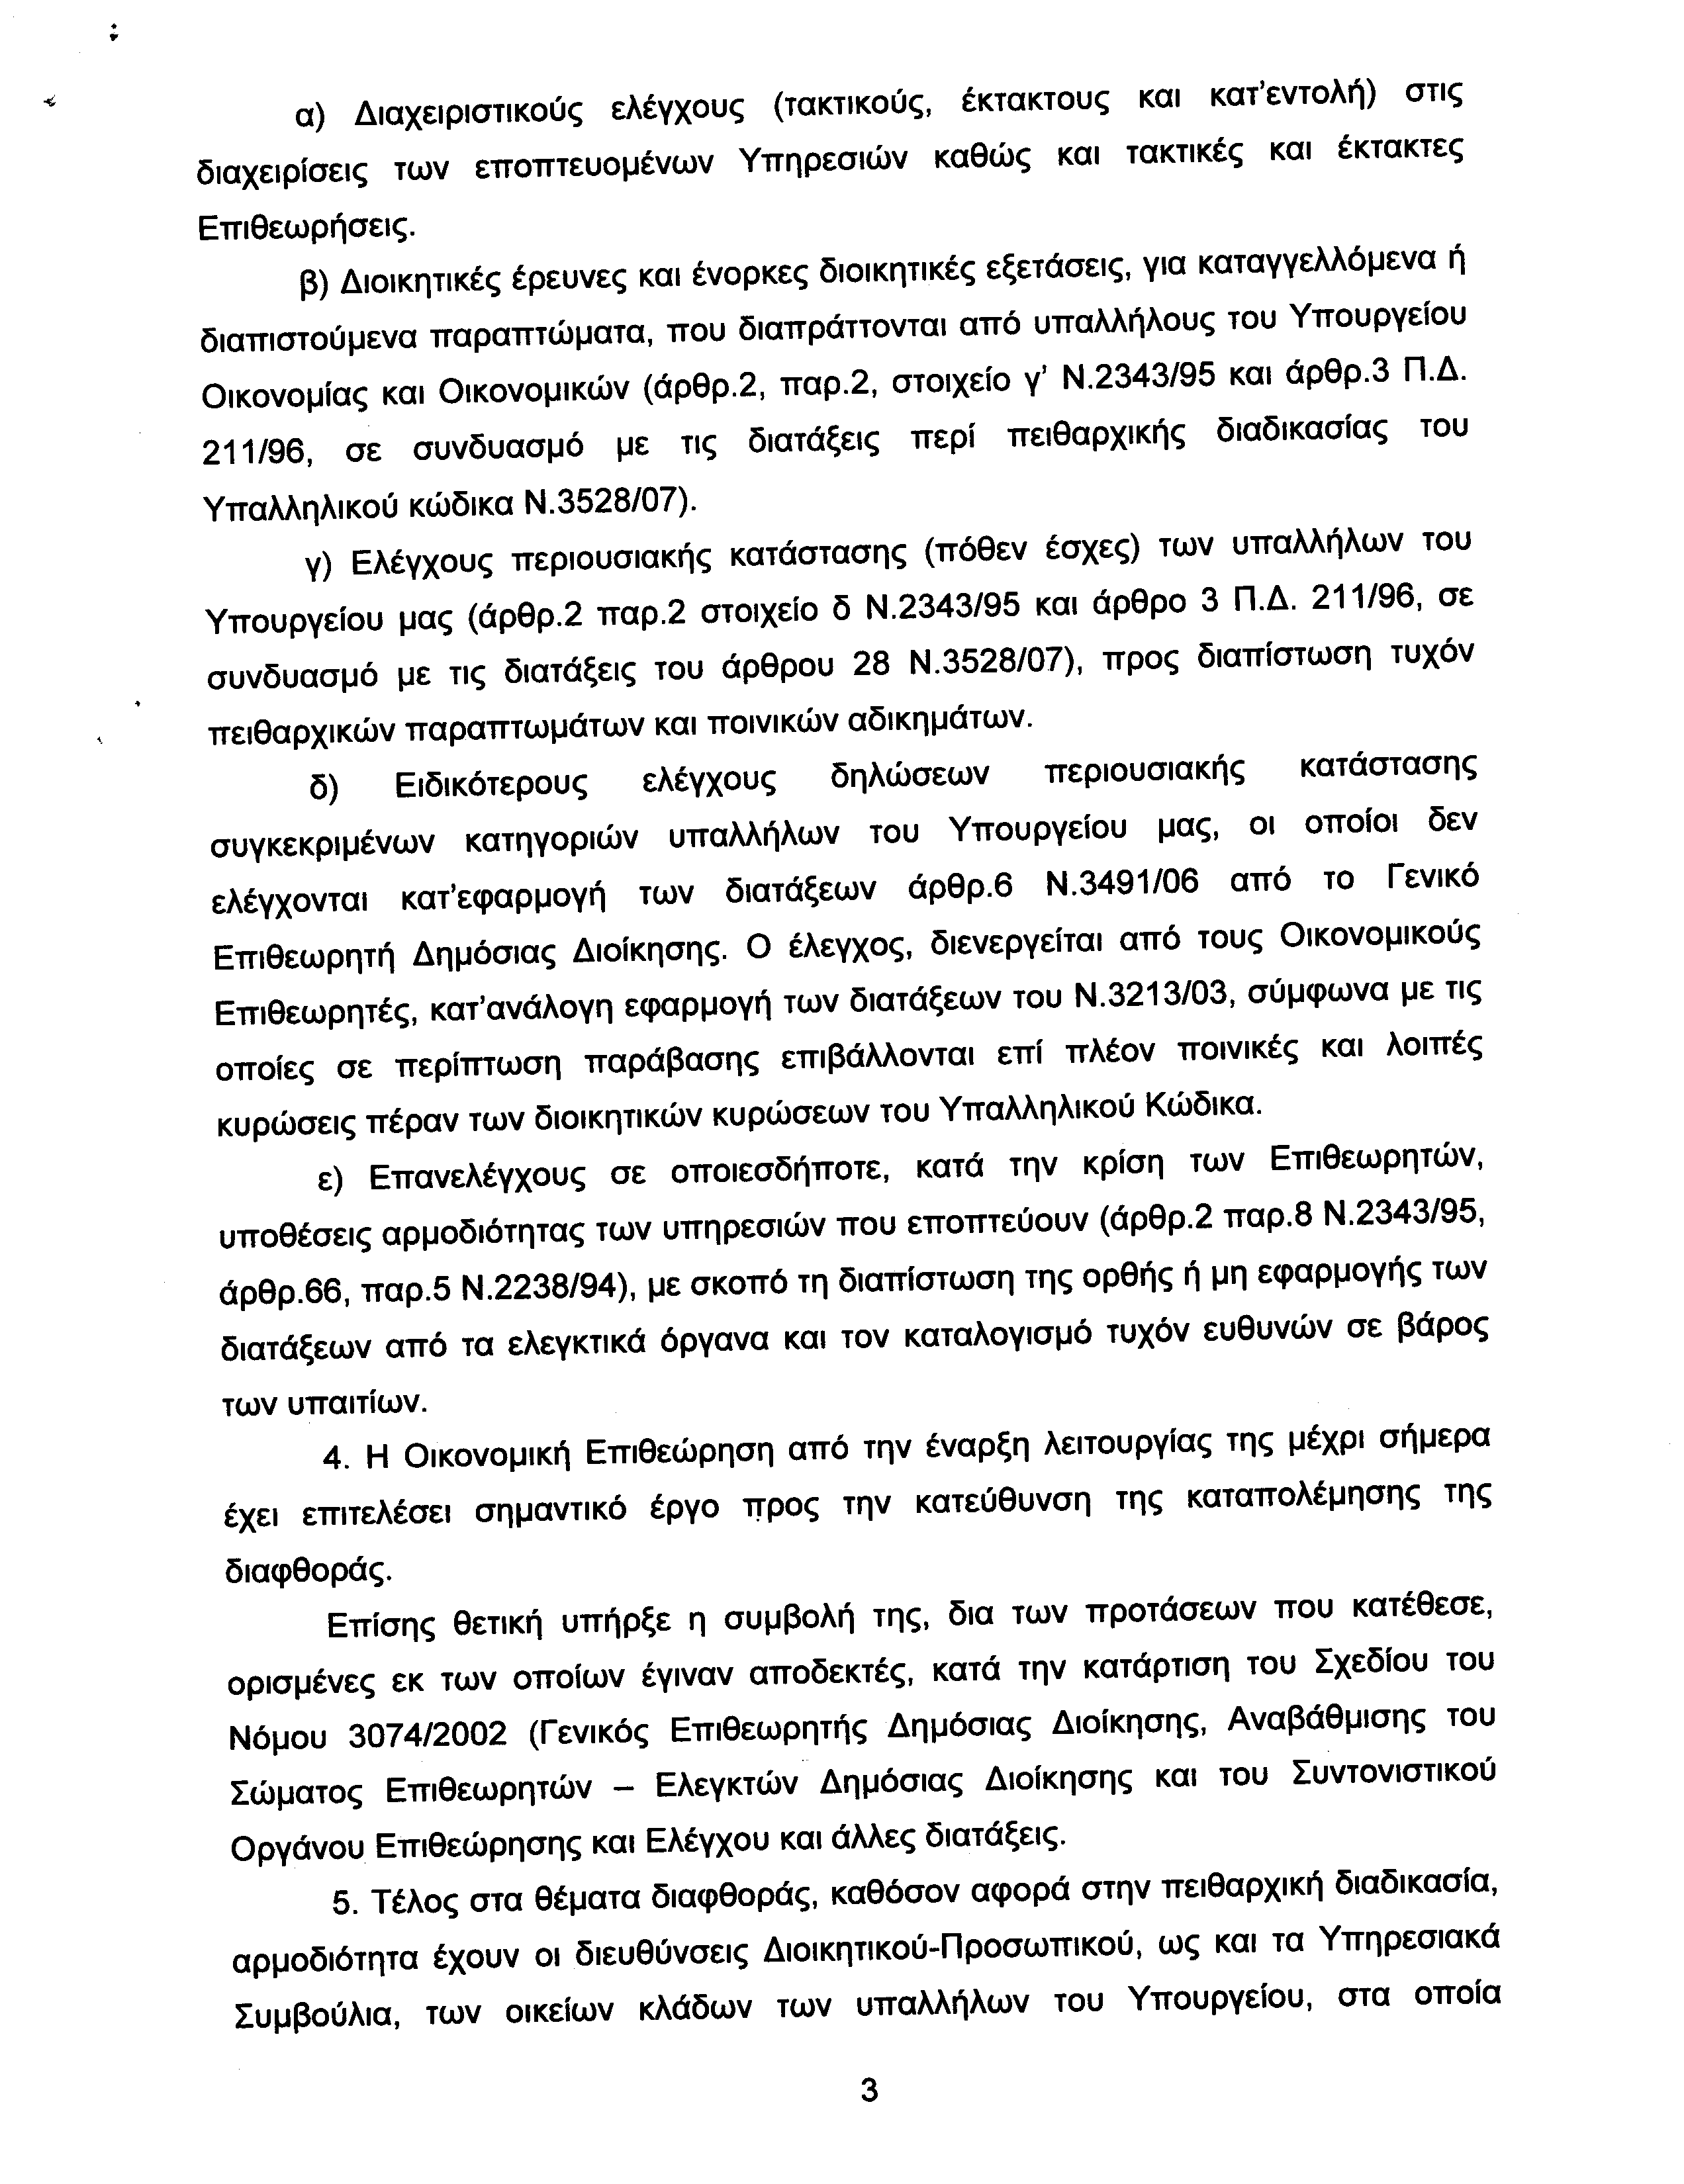 α) Διαχειριστικούς ελέγχους (τακτικούς, έκτακτους και κατ’εντολή) στις
διαχειρίσεις των εποπτευομένων Υπηρεσιών καθώς και τακτικές και έκτακτες
Επιθεωρήσεις.
β) Διοικητικές έρευνες και ένορκες διοικητικές εξετάσεις, για καταγγελλόμενα ή
διαπιστούμενα παραπτώματα, που διαπράττονται από υπαλλήλους του Υπουργείου
Οικονομίας και Οικονομικών (άρθρ.2, παρ.2, στοιχείο γ’ Ν.2343/95 και άρθρ.3 Π.Δ.
211/96, σε συνδυασμό με τις διατάξεις περί πειθαρχικής διαδικασίας του
Υπαλληλικού κώδικα Ν.3528/07).
γ) Ελέγχους περιουσιακής κατάστασης (πόθεν έσχες) των υπαλλήλων του
Υπουργείου μας (άρθρ.2 παρ.2 στοιχείο δ Ν.2343/95 και άρθρο 3 Π.Δ. 211/96, σε
συνδυασμό με τις διατάξεις του άρθρου 28 Ν.3528/07), προς διαπίστωση τυχόν
πειθαρχικών παραπτωμάτων και ποινικών αδικημάτων.
δ) Ειδικότερους ελέγχους δηλώσεων περιουσιακής κατάστασης
συγκεκριμένων κατηγοριών υπαλλήλων του Υπουργείου μας, οι οποίοι δεν
ελέγχονται κατ’εφαρμογή των διατάξεων άρθρ.6 Ν.3491/06 από το Γενικό
Επιθεωρητή Δημόσιας Διοίκησης. Ο έλεγχος, διενεργείται από τους Οικονομικούς
Επιθεωρητές, κατ’ανάλογη εφαρμογή των διατάξεων του Ν.3213/03, σύμφωνα με τις
οποίες σε περίπτωση παράβασης επιβάλλονται επί πλέον ποινικές και λοιπές
κυρώσεις πέραν των διοικητικών κυρώσεων του Υπαλληλικού Κώδικα.
ε) Επανελέγχους σε οποιεσδήποτε, κατά την κρίση των Επιθεωρητών,
υποθέσεις αρμοδιότητας των υπηρεσιών που εποπτεύουν (άρθρ.2 παρ.8 Ν.2343/95,
άρθρ.66, παρ.5 Ν.2238/94), με σκοπό τη διαπίστωση της ορθής ή μη εφαρμογής των
διατάξεων από τα ελεγκτικά όργανα και τον καταλογισμό τυχόν ευθυνών σε βάρος
των υπαιτίων.
4. Η Οικονομική Επιθεώρηση από την έναρξη λειτουργίας της μέχρι σήμερα
έχει επιτελέσει σημαντικό έργο προς την κατεύθυνση της καταπολέμησης της
διαφθοράς.
Επίσης θετική υπήρξε η συμβολή της, δια των προτάσεων που κατέθεσε,
ορισμένες εκ των οποίων έγιναν αποδεκτές, κατά την κατάρτιση του Σχεδίου του
Νόμου 3074/2002 (Γενικός Επιθεωρητής Δημόσιας Διοίκησης, Αναβάθμισης του
Σώματος Επιθεωρητών – Ελεγκτών Δημόσιας Διοίκησης και του Συντονιστικού
Οργάνου Επιθεώρησης και Ελέγχου και άλλες διατάξεις.
5. Τέλος στα θέματα διαφθοράς, καθόσον αφορά στην πειθαρχική διαδικασία,
αρμοδιότητα έχουν οι διευθύνσεις Διοικητικού-Προσωπικού, ως και τα Υπηρεσιακά
Συμβούλια, των οικείων κλάδων των υπαλλήλων του Υπουργείου, στα οποία
3